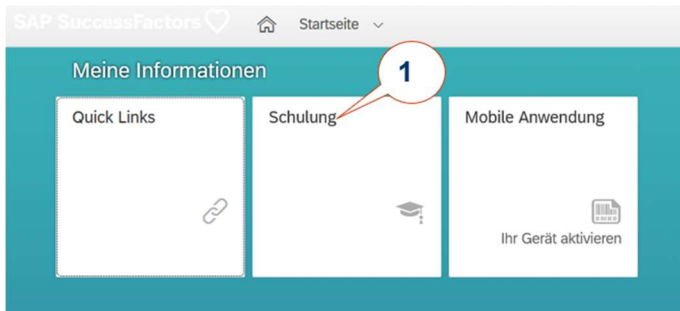 SAP SuccessFactors Startseite
Meine Informationen
1
Quick Links
Schulung
Mobile Anwendung
Ihr Gerät aktivieren